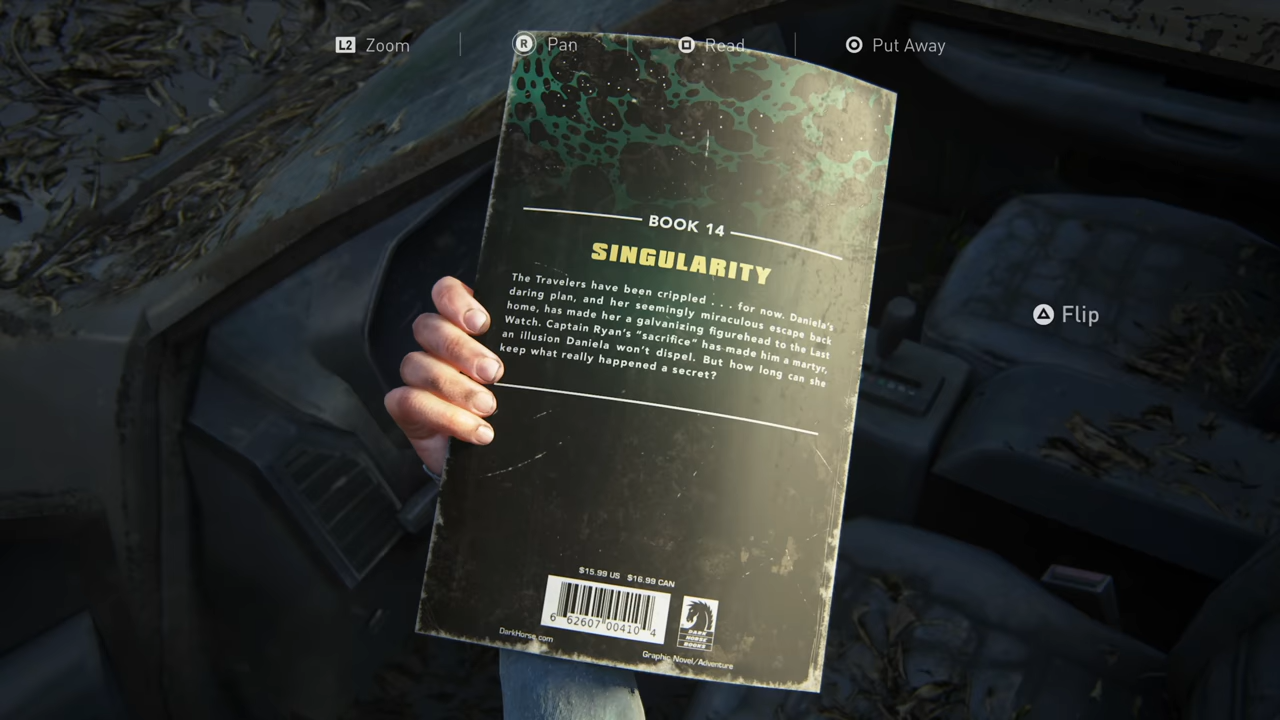 L2 Zoom R Pan Read Put Away
BOOK 14
SINGULARITY
The Travelers have been crippled . . . for now. Daniela's
daring plan, and her seemingly miraculous escape back
home, has made her a galvanizing figurehead to the Last
Watch. Captain Ryan's "sacrifice" has made him a martyr,
an illusion Daniela won't dispel. But how long can she
keep what really happened a secret?
Flip
$15.99 US $16.99 CAN
6 62607 00410 4
DARK
HORSE
BOOKS
DarkHorse.com
Graphic Novel/Adventure